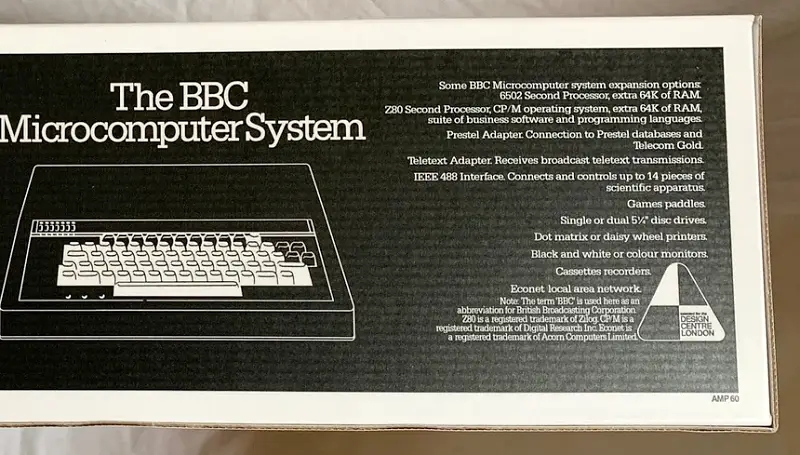 The BBC
Microcomputer System
Some BBC Microcomputer system expansion options:
6502 Second Processor, extra 64K of RAM.
Z80 Second Processor, CP/M operating system, extra 64K of RAM,
suite of business software and programming languages.
Prestel Adapter. Connection to Prestel databases and
Telecom Gold.
Teletext Adapter. Receives broadcast teletext transmissions.
IEEE 488 Interface. Connects and controls up to 14 pieces of
scientific apparatus.
Games paddles.
Single or dual 5¼" disc drives.
Dot matrix or daisy wheel printers.
Black and white or colour monitors.
Cassettes recorders.
Econet local area network.
Note: The term 'BBC' is used here as an
abbreviation for British Broadcasting Corporation.
Z80 is a registered trademark of Zilog. CP/M is a
registered trademark of Digital Research Inc. Econet is
a registered trademark of Acorn Computers Limited.
DESIGN
CENTRE
LONDON
AMP 60